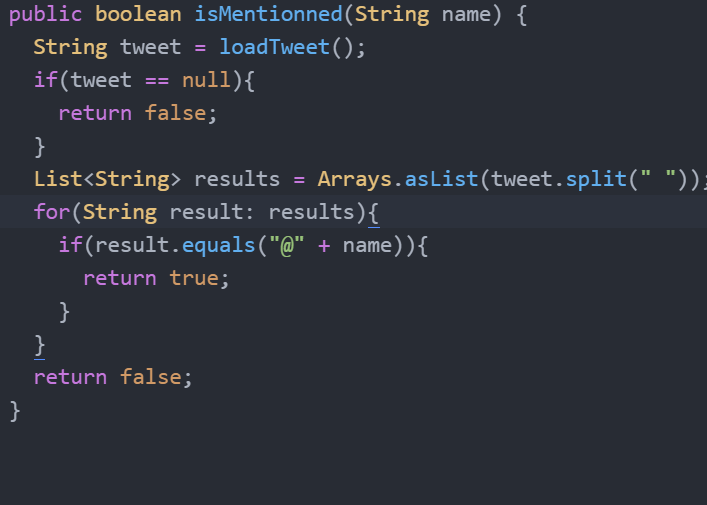 public boolean isMentionned(String name) {
  String tweet = loadTweet();
  if(tweet == null){
    return false;
  }
  List<String> results = Arrays.asList(tweet.split(" "));
  for(String result: results){
    if(result.equals("@" + name)){
      return true;
    }
  }
  return false;
}